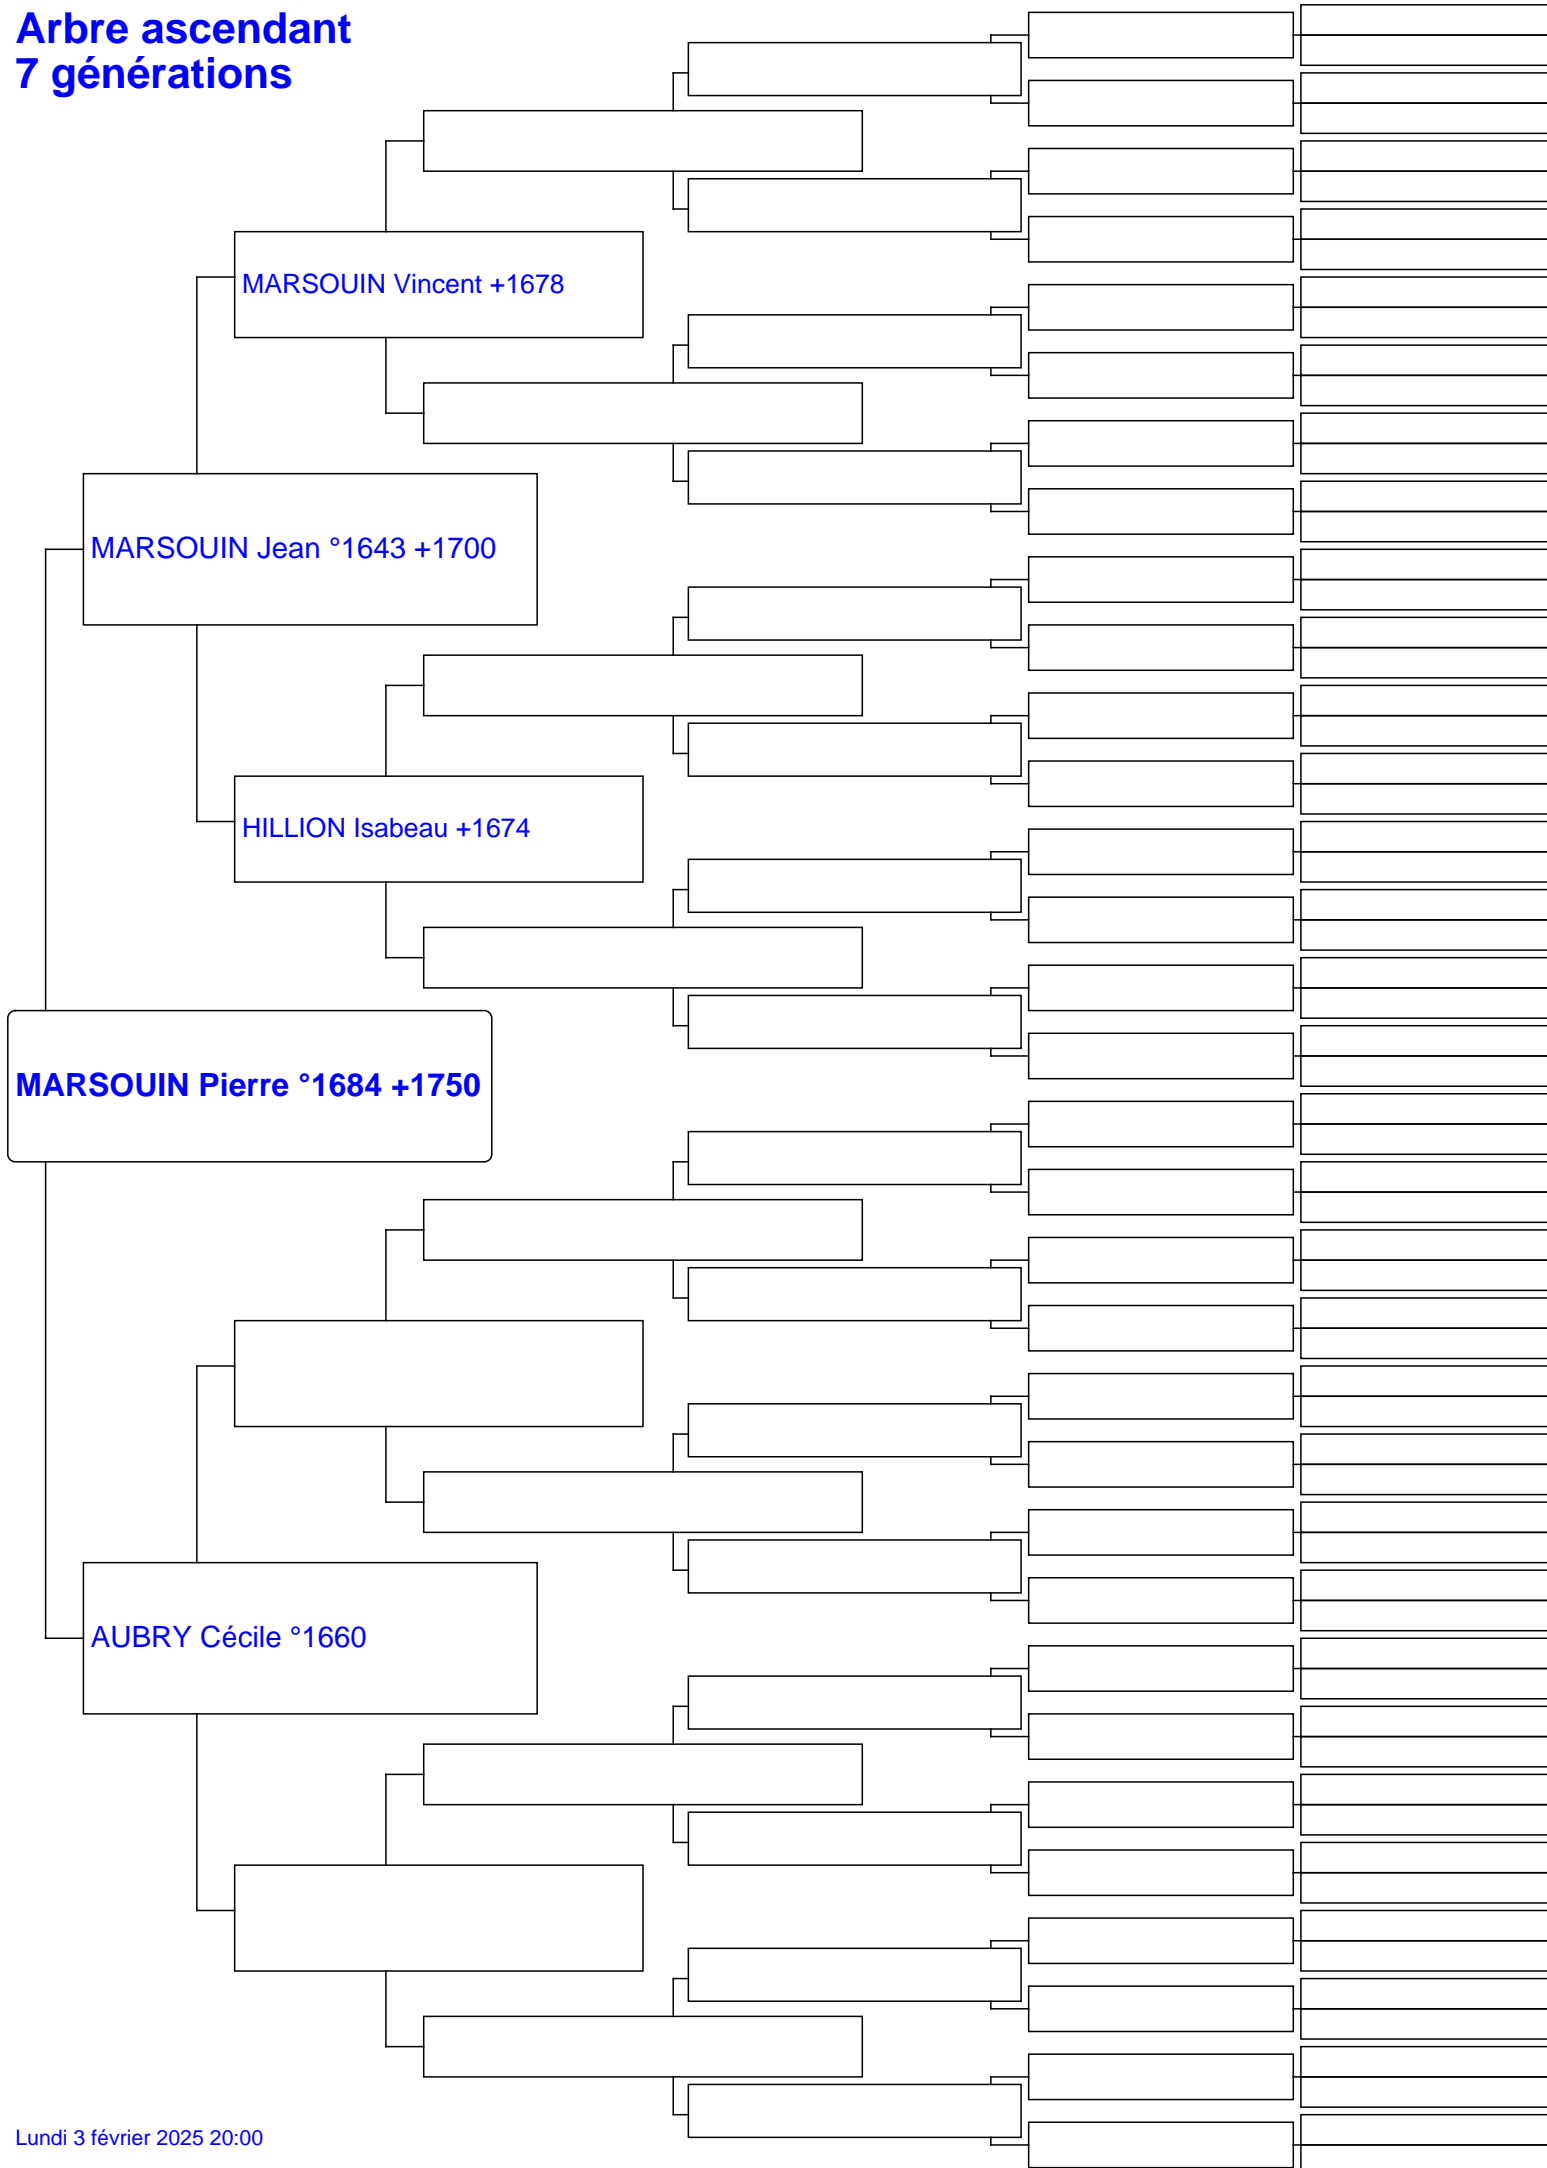 Arbre ascendant
7 générations
MARSOUIN Vincent +1678
MARSOUIN Jean °1643 +1700
HILLION Isabeau +1674
MARSOUIN Pierre °1684 +1750
AUBRY Cécile °1660
Lundi 3 février 2025 20:00